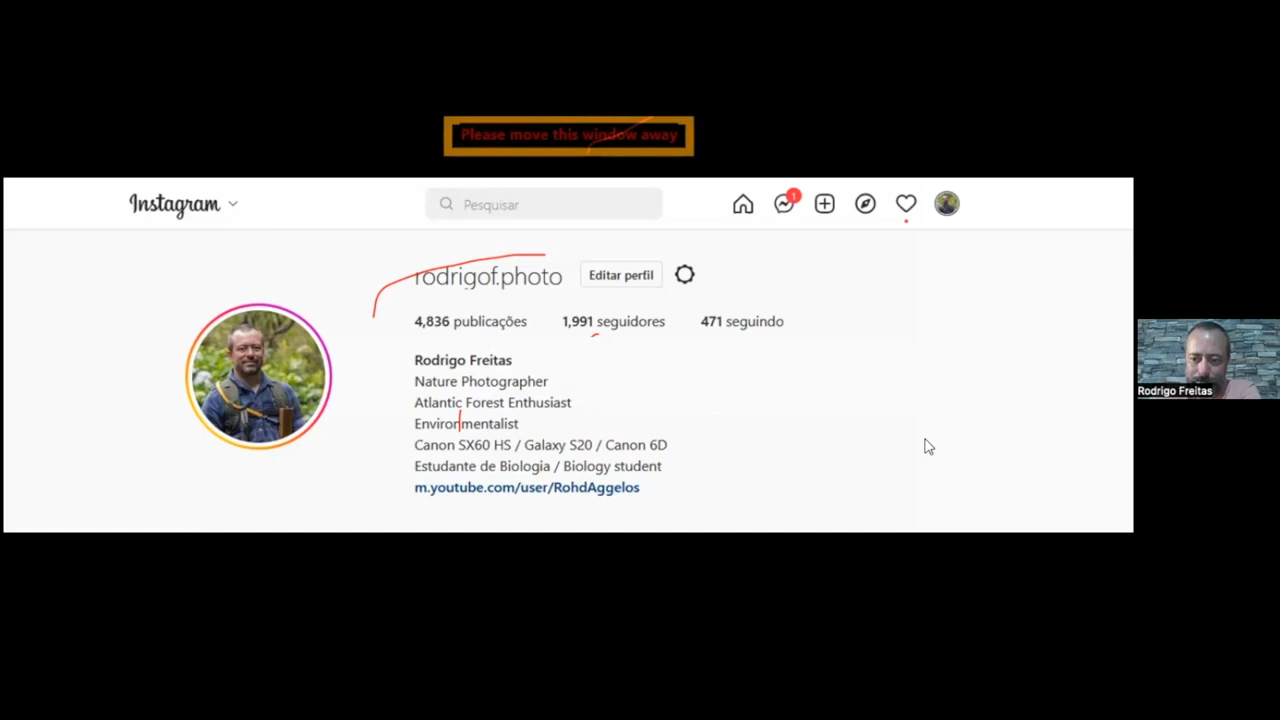 Please move this window away
Instagram
Pesquisar
1
rodrigof.photo
Editar perfil
4,836 publicações
1,991 seguidores
471 seguindo
Rodrigo Freitas
Nature Photographer
Atlantic Forest Enthusiast
Environmentalist
Canon SX60 HS / Galaxy S20 / Canon 6D
Estudante de Biologia / Biology student
m.youtube.com/user/RohdAggelos
Rodrigo Freitas